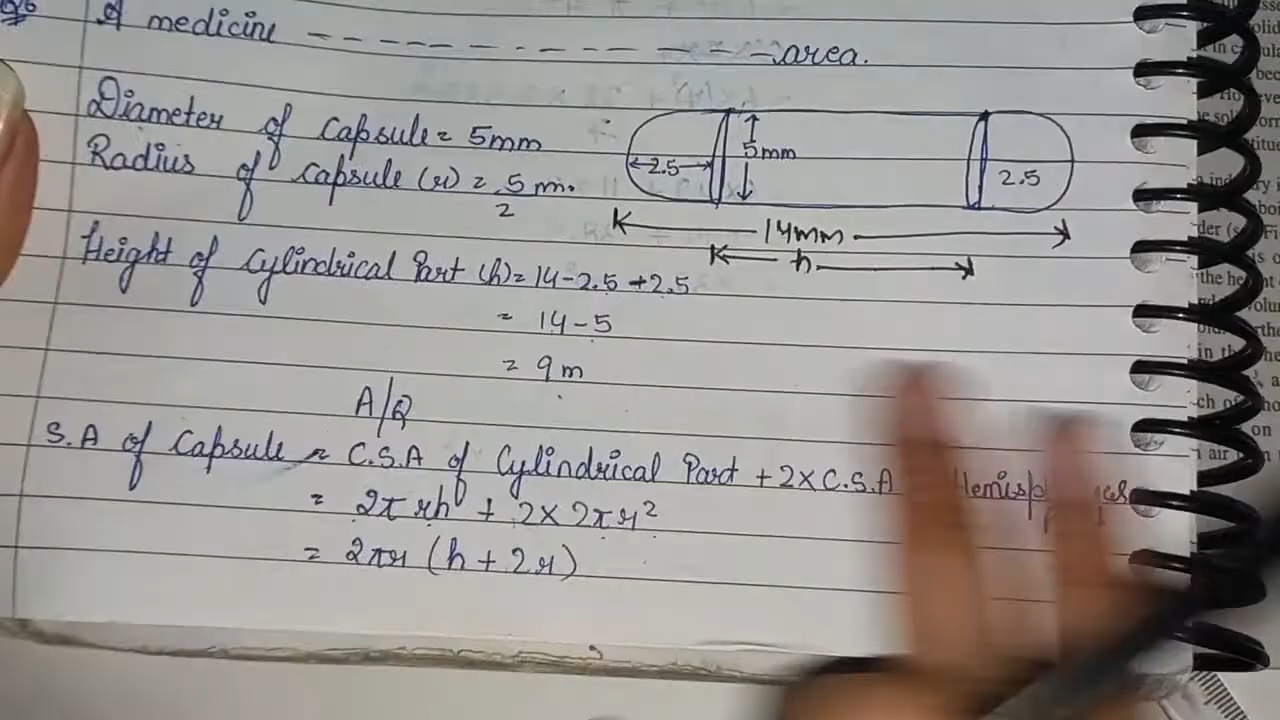 Q6 A medicine - - - - - - - - - - - - - area.
Diameter of Capsule = 5mm
Radius of Capsule (r) = 5/2 m.
5mm
2.5
2.5
14mm
h
Height of Cylindrical Part (h) = 14-2.5+2.5
= 14-5
= 9m
A/Q
S.A of Capsule = C.S.A of Cylindrical Part + 2×C.S.A
= 2πrh + 2×2πr²
= 2πr (h+2r)